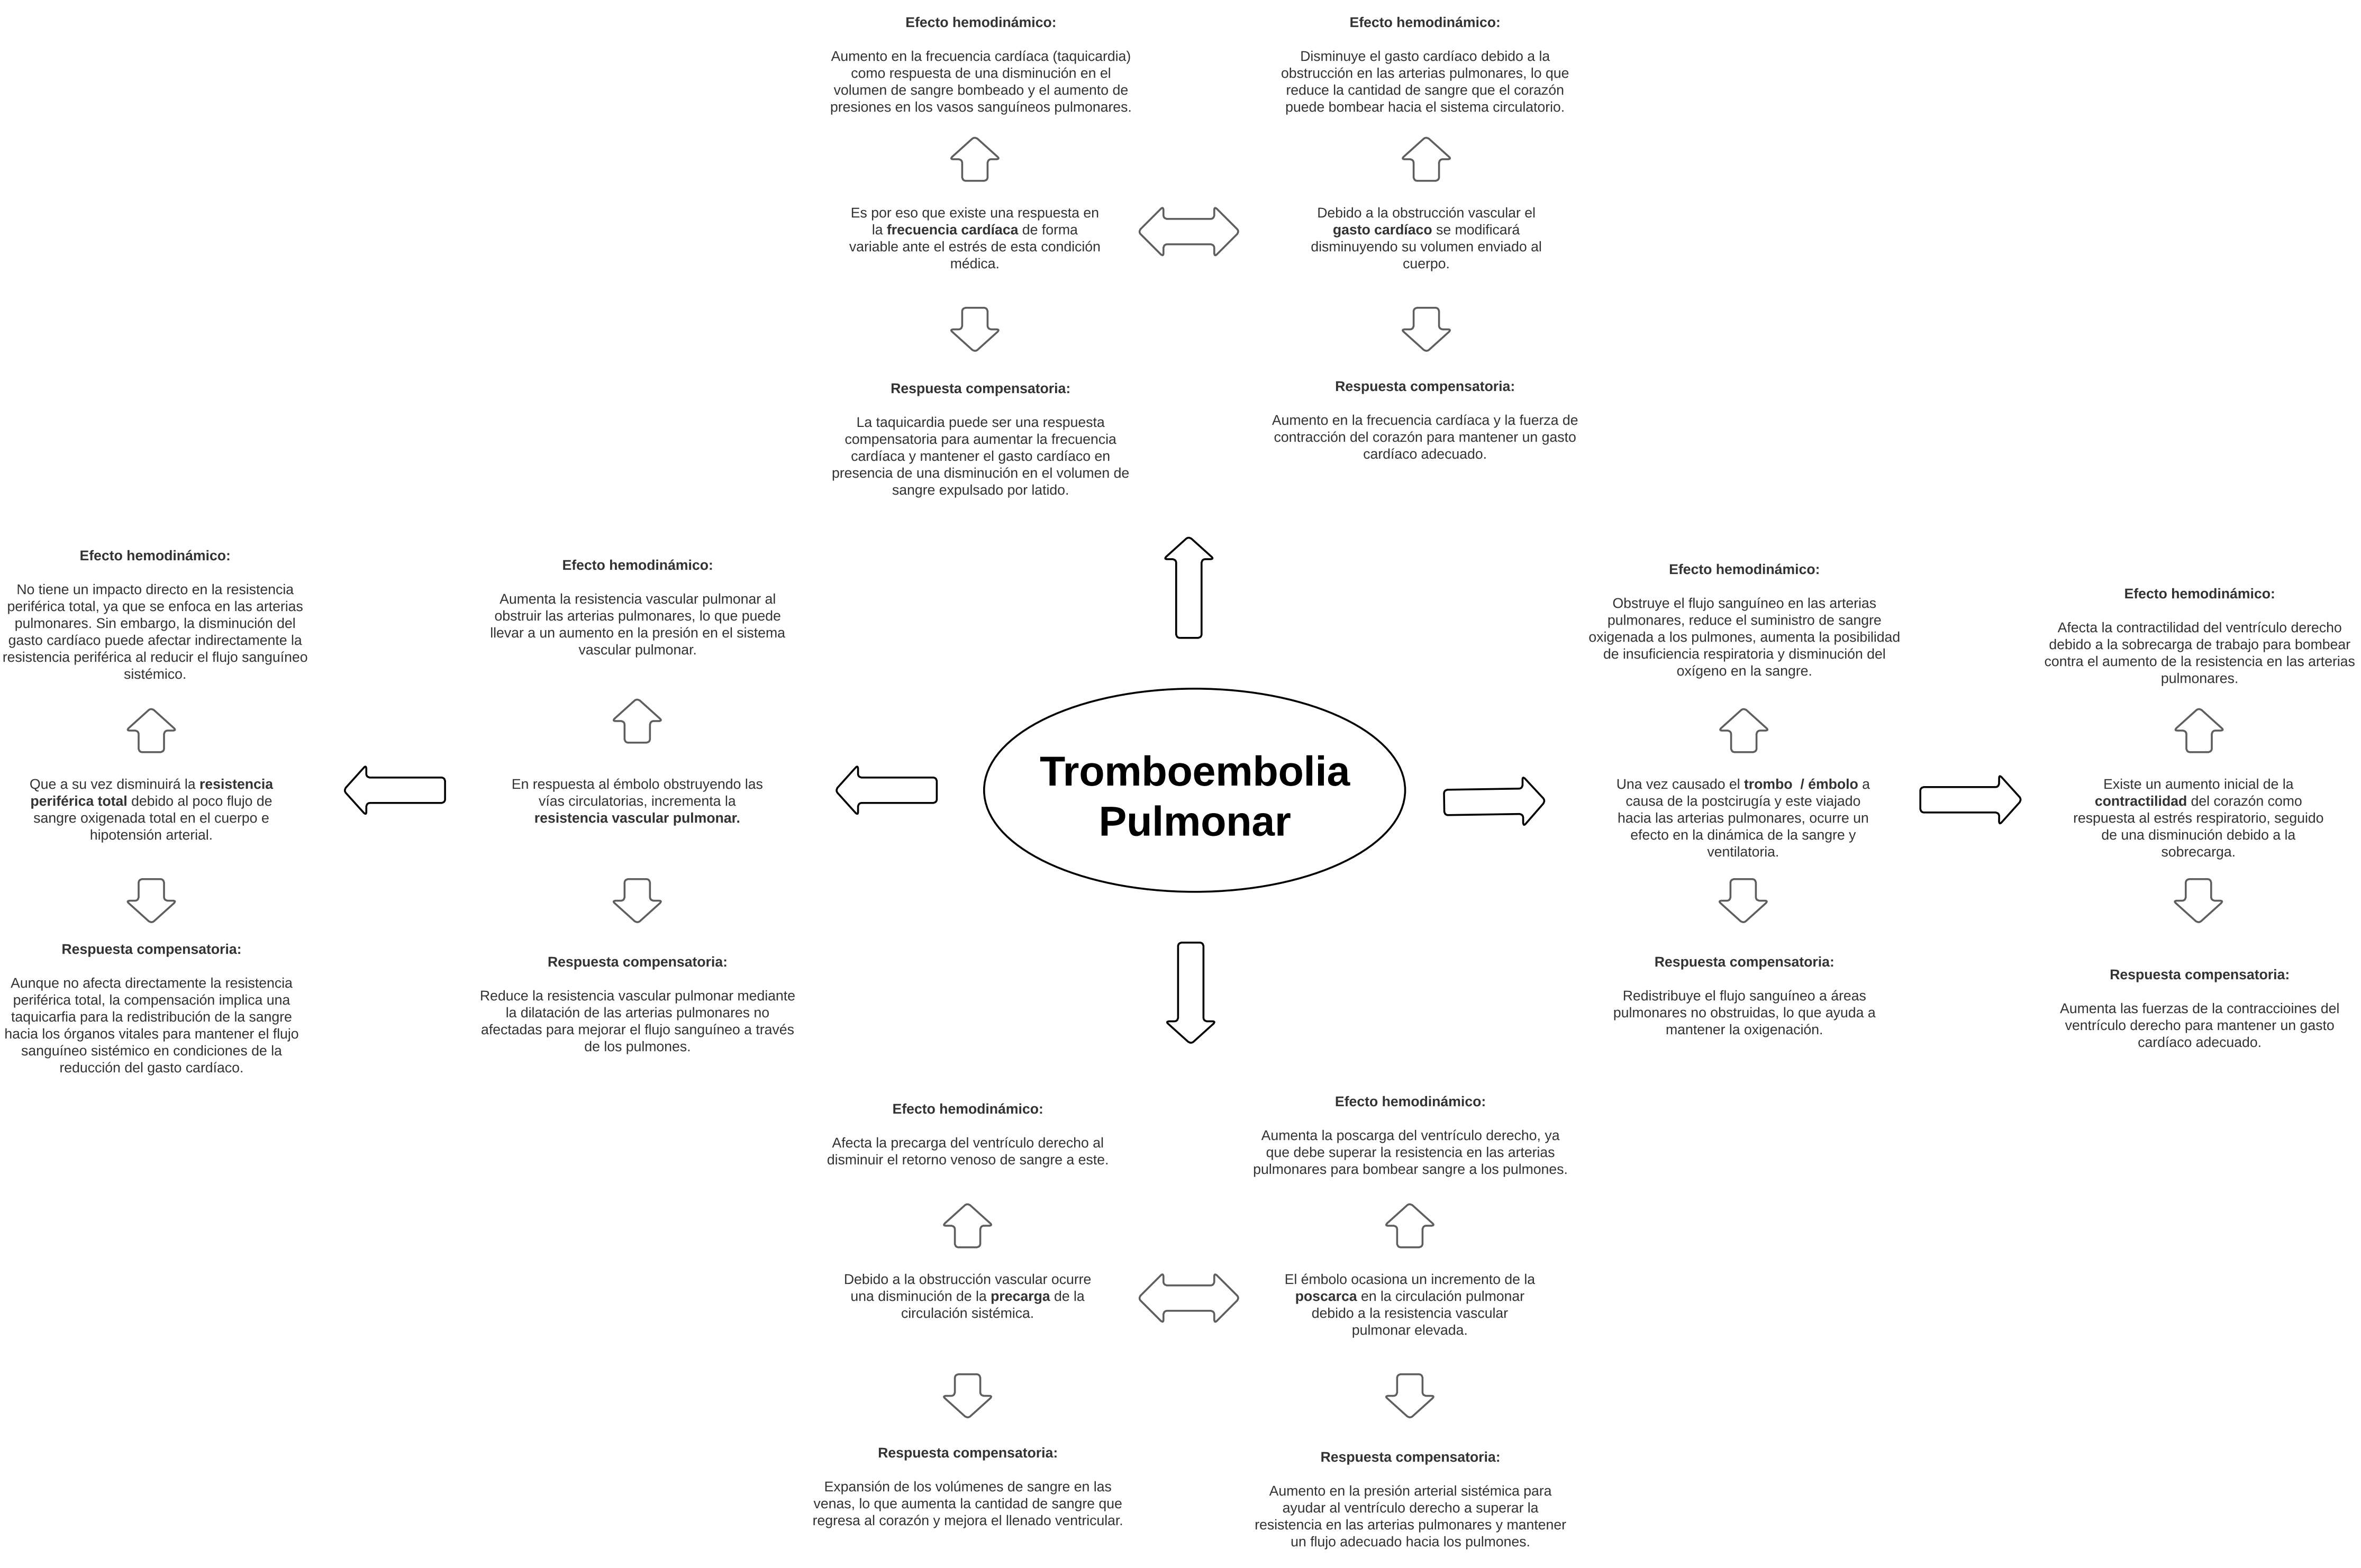 Efecto hemodinámico:
Aumento en la frecuencia cardíaca (taquicardia)
como respuesta de una disminución en el
volumen de sangre bombeado y el aumento de
presiones en los vasos sanguíneos pulmonares.
Efecto hemodinámico:
Disminuye el gasto cardíaco debido a la
obstrucción en las arterias pulmonares, lo que
reduce la cantidad de sangre que el corazón
puede bombear hacia el sistema circulatorio.
Es por eso que existe una respuesta en
la frecuencia cardíaca de forma
variable ante el estrés de esta condición
médica.
Debido a la obstrucción vascular el
gasto cardíaco se modificará
disminuyendo su volumen enviado al
cuerpo.
Respuesta compensatoria:
La taquicardia puede ser una respuesta
compensatoria para aumentar la frecuencia
cardíaca y mantener el gasto cardíaco en
presencia de una disminución en el volumen de
sangre expulsado por latido.
Respuesta compensatoria:
Aumento en la frecuencia cardíaca y la fuerza de
contracción del corazón para mantener un gasto
cardíaco adecuado.
Efecto hemodinámico:
No tiene un impacto directo en la resistencia
periférica total, ya que se enfoca en las arterias
pulmonares. Sin embargo, la disminución del
gasto cardíaco puede afectar indirectamente la
resistencia periférica al reducir el flujo sanguíneo
sistémico.
Efecto hemodinámico:
Aumenta la resistencia vascular pulmonar al
obstruir las arterias pulmonares, lo que puede
llevar a un aumento en la presión en el sistema
vascular pulmonar.
Efecto hemodinámico:
Obstruye el flujo sanguíneo en las arterias
pulmonares, reduce el suministro de sangre
oxigenada a los pulmones, aumenta la posibilidad
de insuficiencia respiratoria y disminución del
oxígeno en la sangre.
Efecto hemodinámico:
Afecta la contractilidad del ventrículo derecho
debido a la sobrecarga de trabajo para bombear
contra el aumento de la resistencia en las arterias
pulmonares.
Que a su vez disminuirá la resistencia
periférica total debido al poco flujo de
sangre oxigenada total en el cuerpo e
hipotensión arterial.
En respuesta al émbolo obstruyendo las
vías circulatorias, incrementa la
resistencia vascular pulmonar.
Tromboembolia
Pulmonar
Una vez causado el trombo  / émbolo a
causa de la postcirugía y este viajado
hacia las arterias pulmonares, ocurre un
efecto en la dinámica de la sangre y
ventilatoria.
Existe un aumento inicial de la
contractilidad del corazón como
respuesta al estrés respiratorio, seguido
de una disminución debido a la
sobrecarga.
Respuesta compensatoria:
Aunque no afecta directamente la resistencia
periférica total, la compensación implica una
taquicarfia para la redistribución de la sangre
hacia los órganos vitales para mantener el flujo
sanguíneo sistémico en condiciones de la
reducción del gasto cardíaco.
Respuesta compensatoria:
Reduce la resistencia vascular pulmonar mediante
la dilatación de las arterias pulmonares no
afectadas para mejorar el flujo sanguíneo a través
de los pulmones.
Respuesta compensatoria:
Redistribuye el flujo sanguíneo a áreas
pulmonares no obstruidas, lo que ayuda a
mantener la oxigenación.
Respuesta compensatoria:
Aumenta las fuerzas de la contraccioines del
ventrículo derecho para mantener un gasto
cardíaco adecuado.
Efecto hemodinámico:
Afecta la precarga del ventrículo derecho al
disminuir el retorno venoso de sangre a este.
Efecto hemodinámico:
Aumenta la poscarga del ventrículo derecho, ya
que debe superar la resistencia en las arterias
pulmonares para bombear sangre a los pulmones.
Debido a la obstrucción vascular ocurre
una disminución de la precarga de la
circulación sistémica.
El émbolo ocasiona un incremento de la
poscarca en la circulación pulmonar
debido a la resistencia vascular
pulmonar elevada.
Respuesta compensatoria:
Expansión de los volúmenes de sangre en las
venas, lo que aumenta la cantidad de sangre que
regresa al corazón y mejora el llenado ventricular.
Respuesta compensatoria:
Aumento en la presión arterial sistémica para
ayudar al ventrículo derecho a superar la
resistencia en las arterias pulmonares y mantener
un flujo adecuado hacia los pulmones.